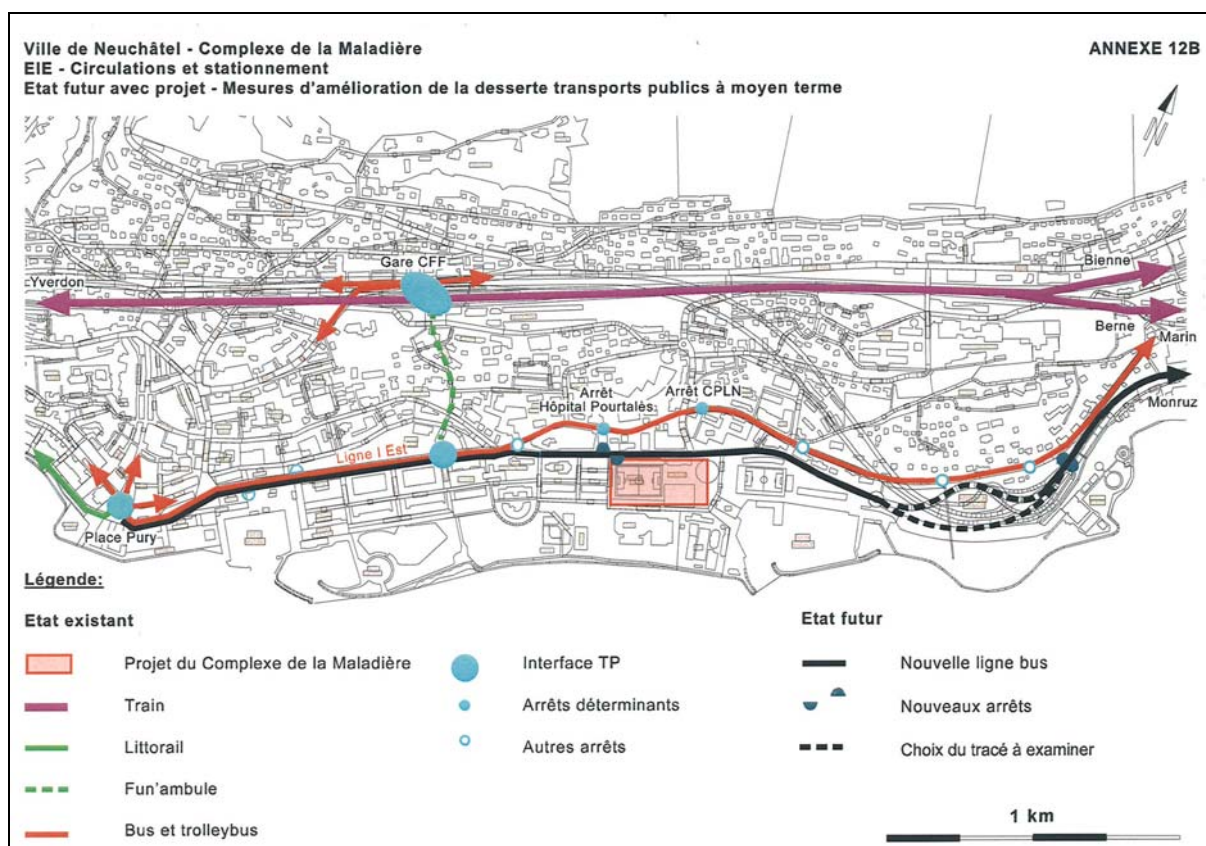 Ville de Neuchâtel - Complexe de la Maladière
ANNEXE 12B
EIE - Circulations et stationnement
Etat futur avec projet - Mesures d'amélioration de la desserte transports publics à moyen terme
N
Gare CFF
Yverdon
Bienne
Berne
Marin
Monruz
Arrêt
Hôpital Pourtalès
Arrêt CPLN
Ligne I Est
Place Pury
Légende:
Etat existant
Projet du Complexe de la Maladière
Train
Littorail
Fun'ambule
Bus et trolleybus
Interface TP
Arrêts déterminants
Autres arrêts
Etat futur
Nouvelle ligne bus
Nouveaux arrêts
Choix du tracé à examiner
1 km